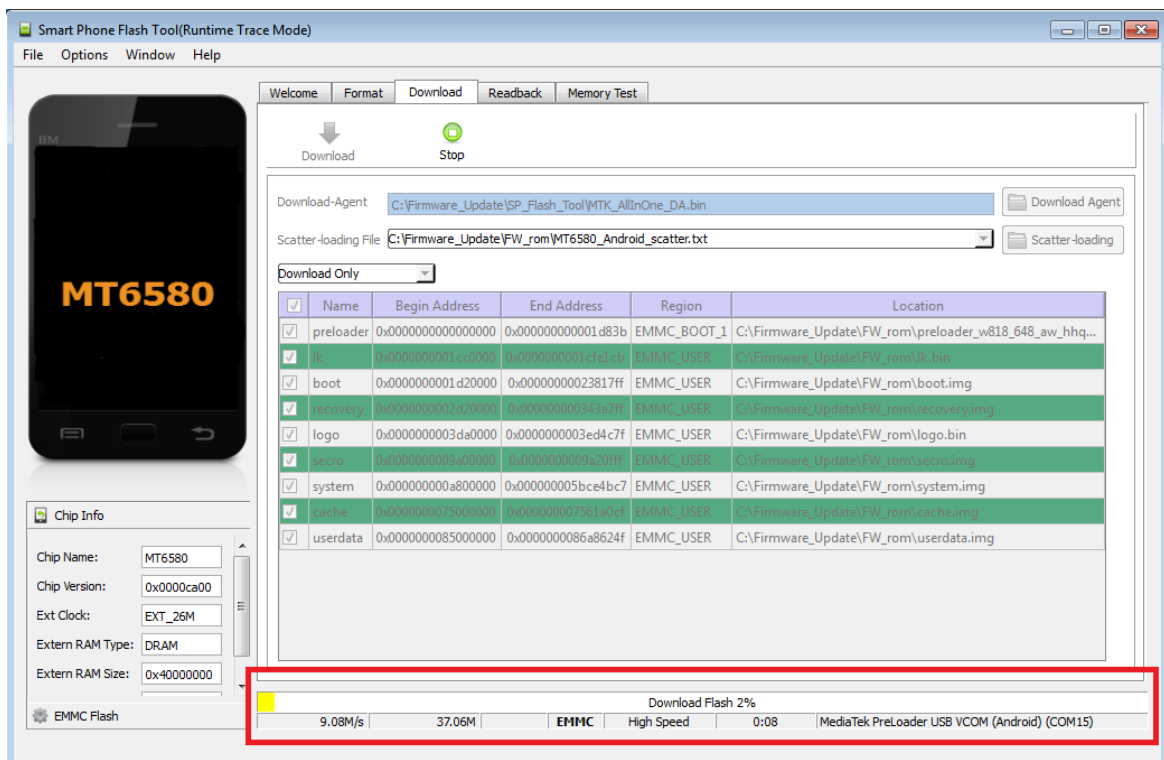 Smart Phone Flash Tool(Runtime Trace Mode)
File Options Window Help
BM
MT6580
Welcome Format Download Readback Memory Test
Download Stop
Download-Agent C:\Firmware_Update\SP_Flash_Tool\MTK_AllInOne_DA.bin Download Agent
Scatter-loading File C:\Firmware_Update\FW_rom\MT6580_Android_scatter.txt Scatter-loading
Download Only
Name Begin Address End Address Region Location
preloader 0x0000000000000000 0x000000000001d83b EMMC_BOOT_1 C:\Firmware_Update\FW_rom\preloader_w818_648_aw_hhq...
lk 0x0000000001cc0000 0x0000000001cfe1cb EMMC_USER C:\Firmware_Update\FW_rom\lk.bin
boot 0x0000000001d20000 0x00000000023817ff EMMC_USER C:\Firmware_Update\FW_rom\boot.img
recovery 0x0000000002d20000 0x000000000343a7ff EMMC_USER C:\Firmware_Update\FW_rom\recovery.img
logo 0x0000000003da0000 0x0000000003ed4c7f EMMC_USER C:\Firmware_Update\FW_rom\logo.bin
secro 0x0000000009a00000 0x0000000009a20fff EMMC_USER C:\Firmware_Update\FW_rom\secro.img
system 0x000000000a800000 0x000000005bce4bc7 EMMC_USER C:\Firmware_Update\FW_rom\system.img
cache 0x0000000075000000 0x000000007561a0cf EMMC_USER C:\Firmware_Update\FW_rom\cache.img
userdata 0x0000000085000000 0x0000000086a8624f EMMC_USER C:\Firmware_Update\FW_rom\userdata.img
Chip Info
Chip Name: MT6580
Chip Version: 0x0000ca00
Ext Clock: EXT_26M
Extern RAM Type: DRAM
Extern RAM Size: 0x40000000
EMMC Flash
Download Flash 2%
9.08M/s 37.06M EMMC High Speed 0:08 MediaTek PreLoader USB VCOM (Android) (COM15)